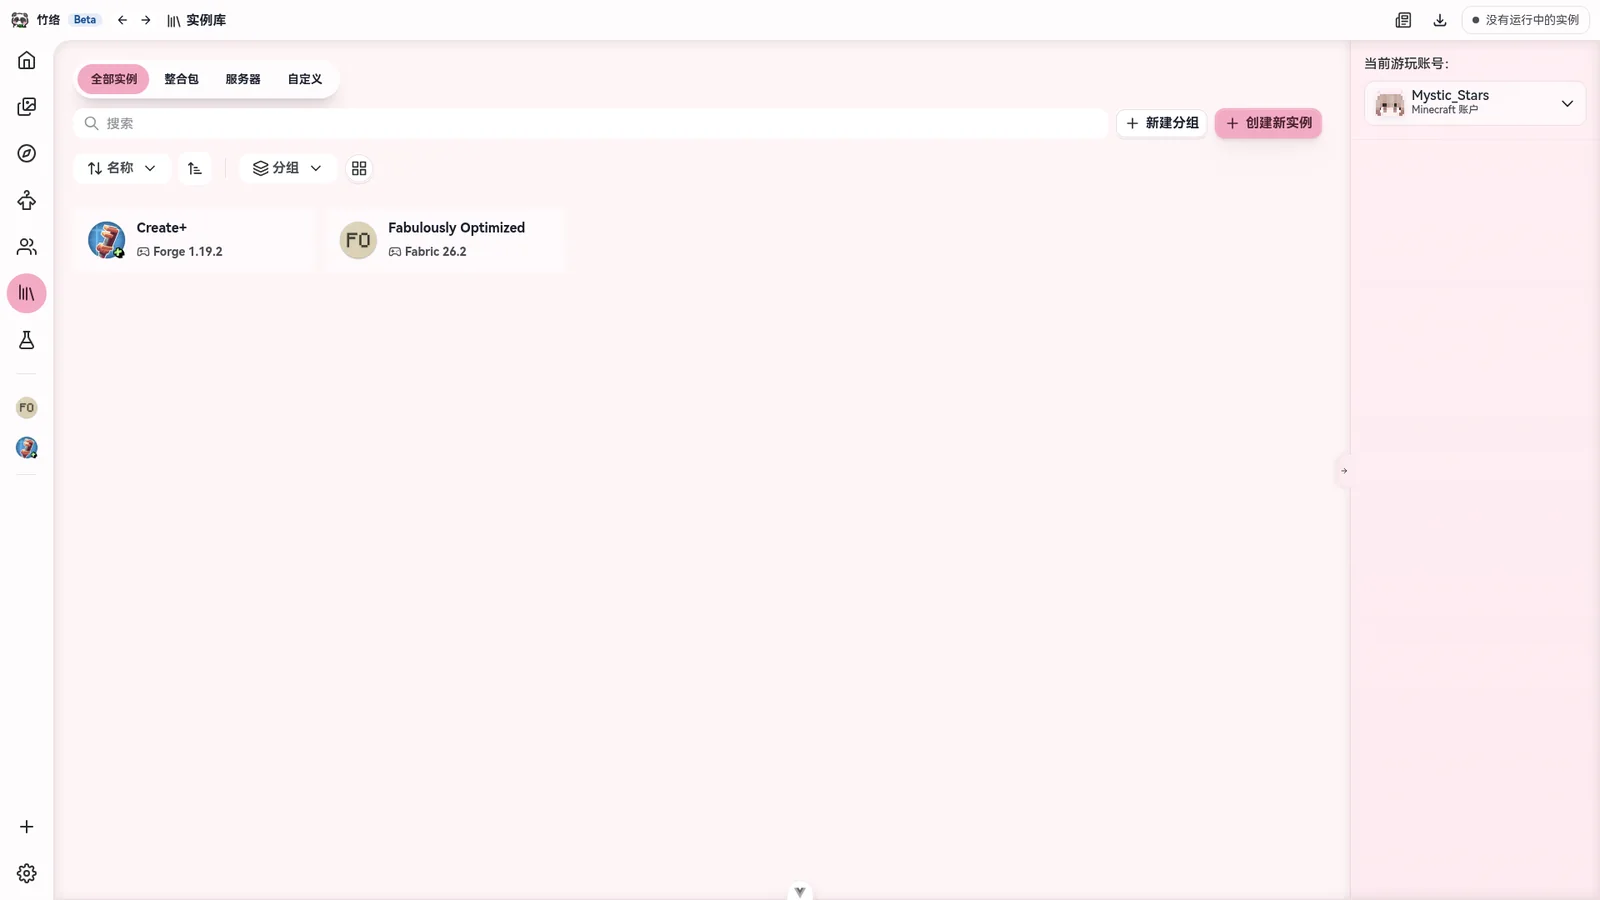 竹络 Beta 实例库 没有运行中的实例
全部实例 整合包 服务器 自定义
搜索 新建分组 创建新实例
名称 分组
Create+
Forge 1.19.2
FO
Fabulously Optimized
Fabric 26.2
FO
当前游玩账号:
Mystic_Stars
Minecraft 账户